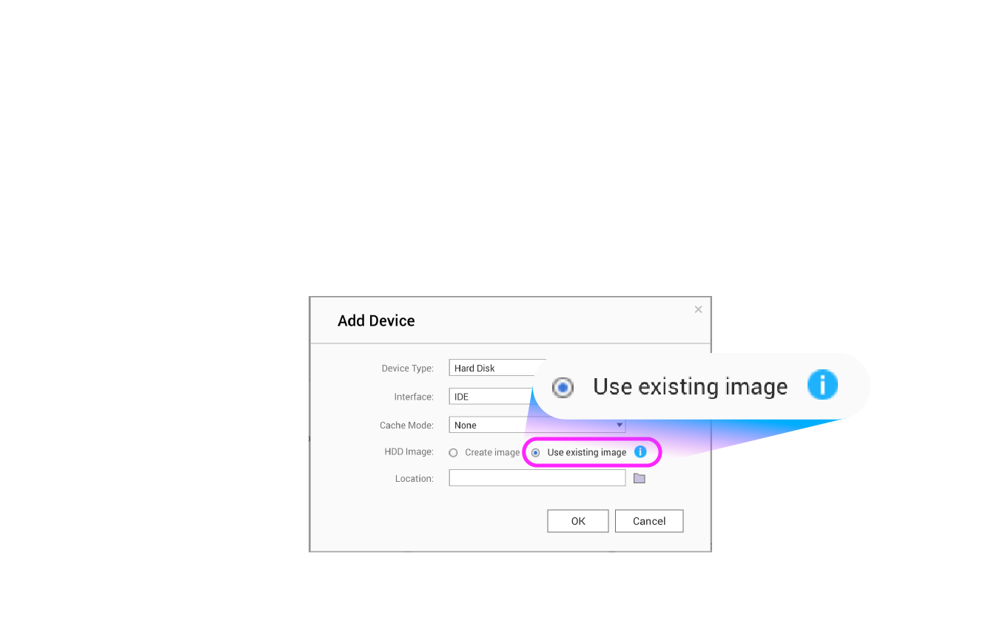 Add Device
Device Type: Hard Disk
Use existing image
Interface: IDE
Cache Mode: None
HDD Image: Create image Use existing image
Location:
OK Cancel